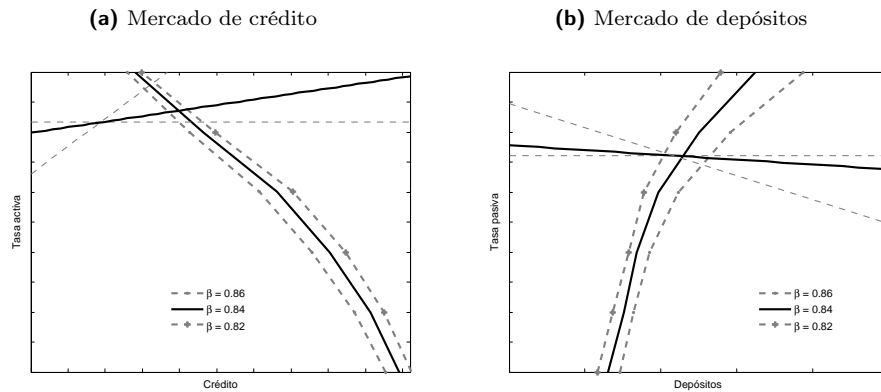 (a) Mercado de crédito
(b) Mercado de depósitos
Tasa activa
β = 0.86
β = 0.84
β = 0.82
Crédito
Tasa pasiva
β = 0.86
β = 0.84
β = 0.82
Depósitos